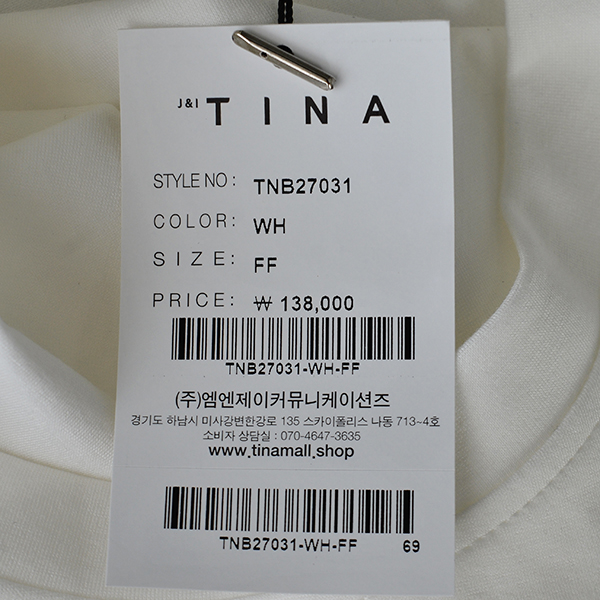 J&I TINA
STYLE NO: TNB27031
COLOR: WH
SIZE: FF
PRICE: ₩ 138,000
TNB27031-WH-FF
(주)엠엔제이커뮤니케이션즈
경기도 하남시 미사강변한강로 135 스카이폴리스 나동 713~4호
소비자 상담실 : 070-4647-3635
www.tinamall.shop
TNB27031-WH-FF 69